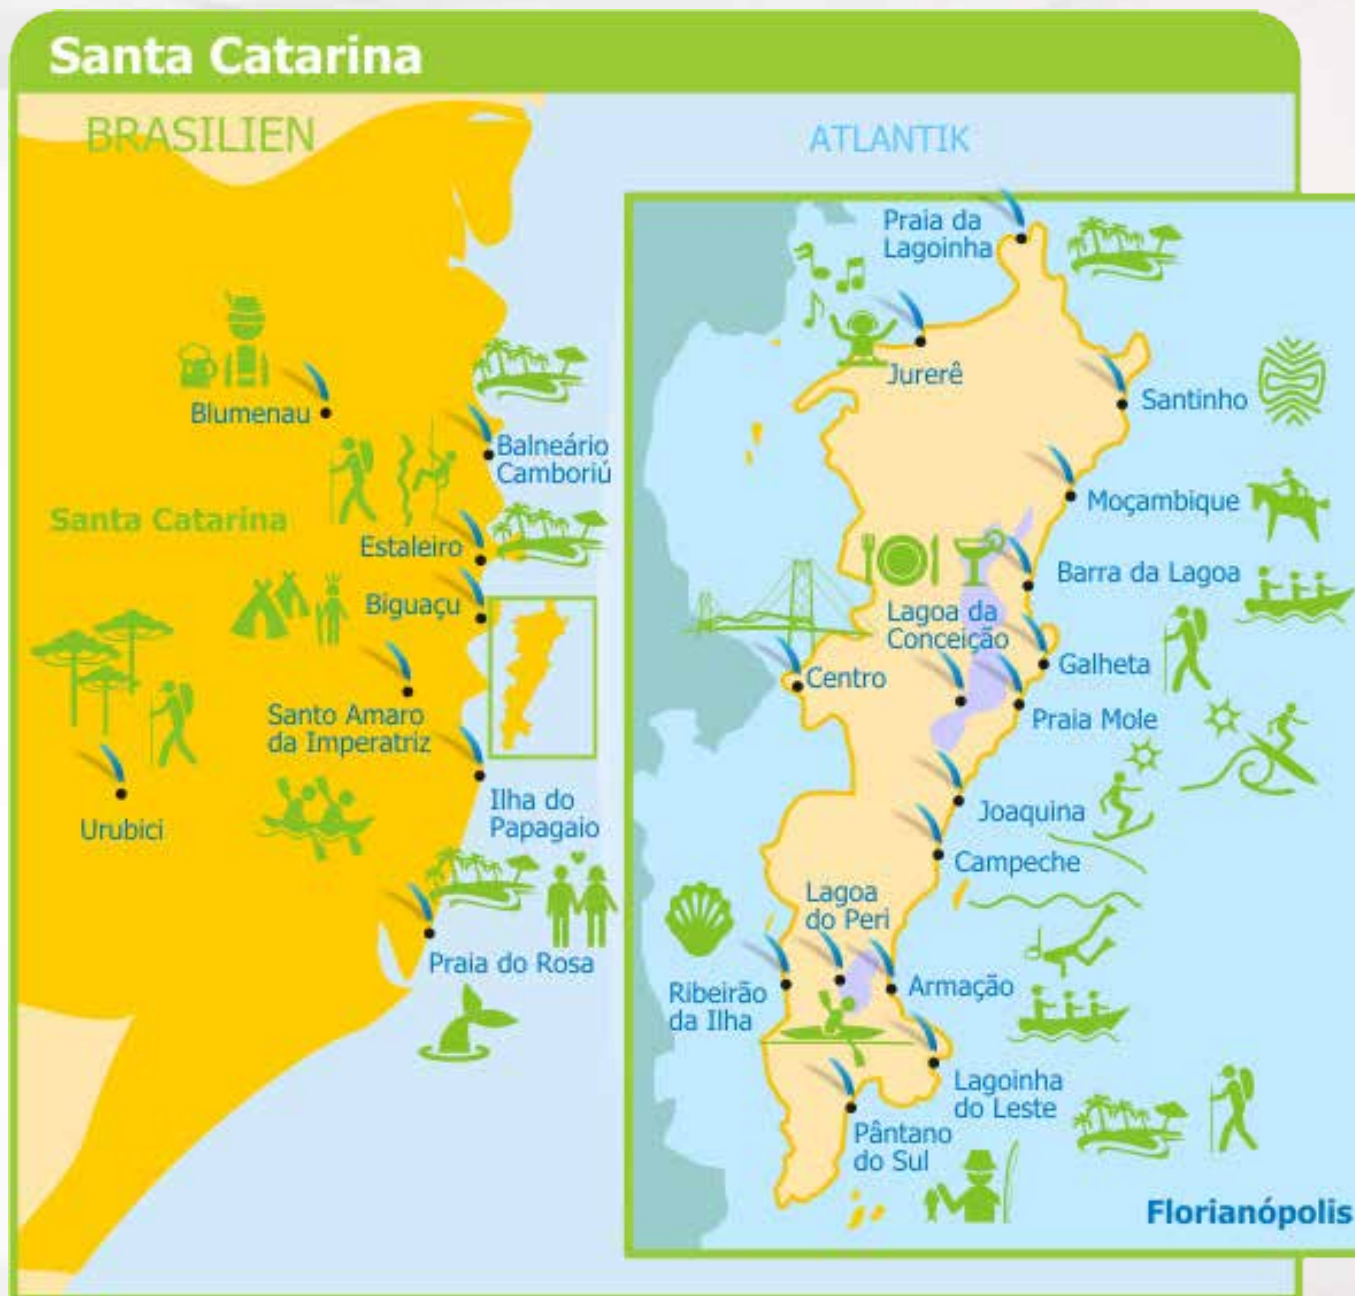 Santa Catarina
BRASILIEN
ATLANTIK
Blumenau
Balneário
Camboriú
Santa Catarina
Estaleiro
Biguaçu
Santo Amaro
da Imperatriz
Urubici
Ilha do
Papagaio
Praia do Rosa
Praia da
Lagoinha
Jurerê
Santinho
Moçambique
Barra da Lagoa
Lagoa da
Conceição
Centro
Galheta
Praia Mole
Joaquina
Campeche
Lagoa
do Peri
Ribeirão
da Ilha
Armação
Lagoinha
do Leste
Pântano
do Sul
Florianópolis